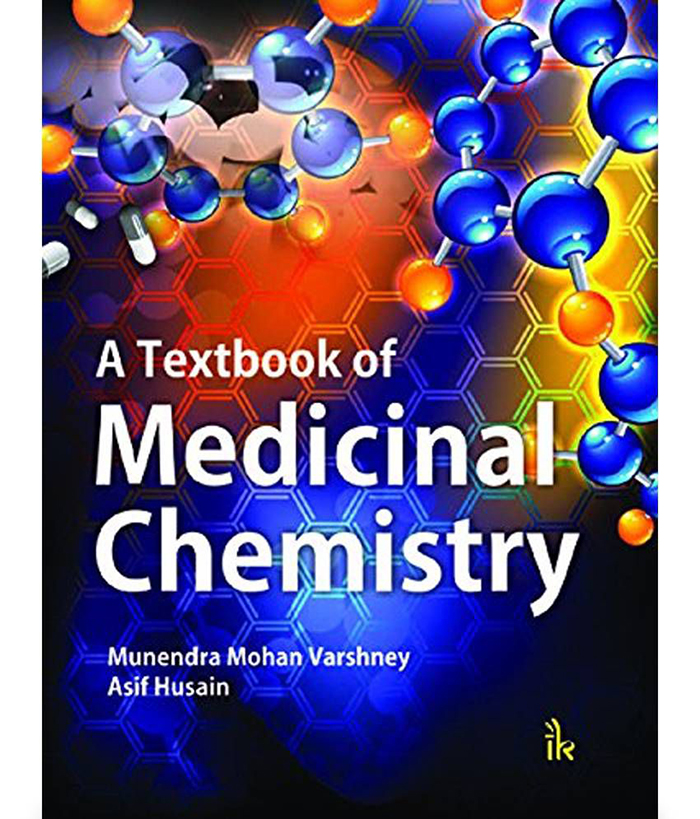 A Textbook of
Medicinal
Chemistry
Munendra Mohan Varshney
Asif Husain
ik